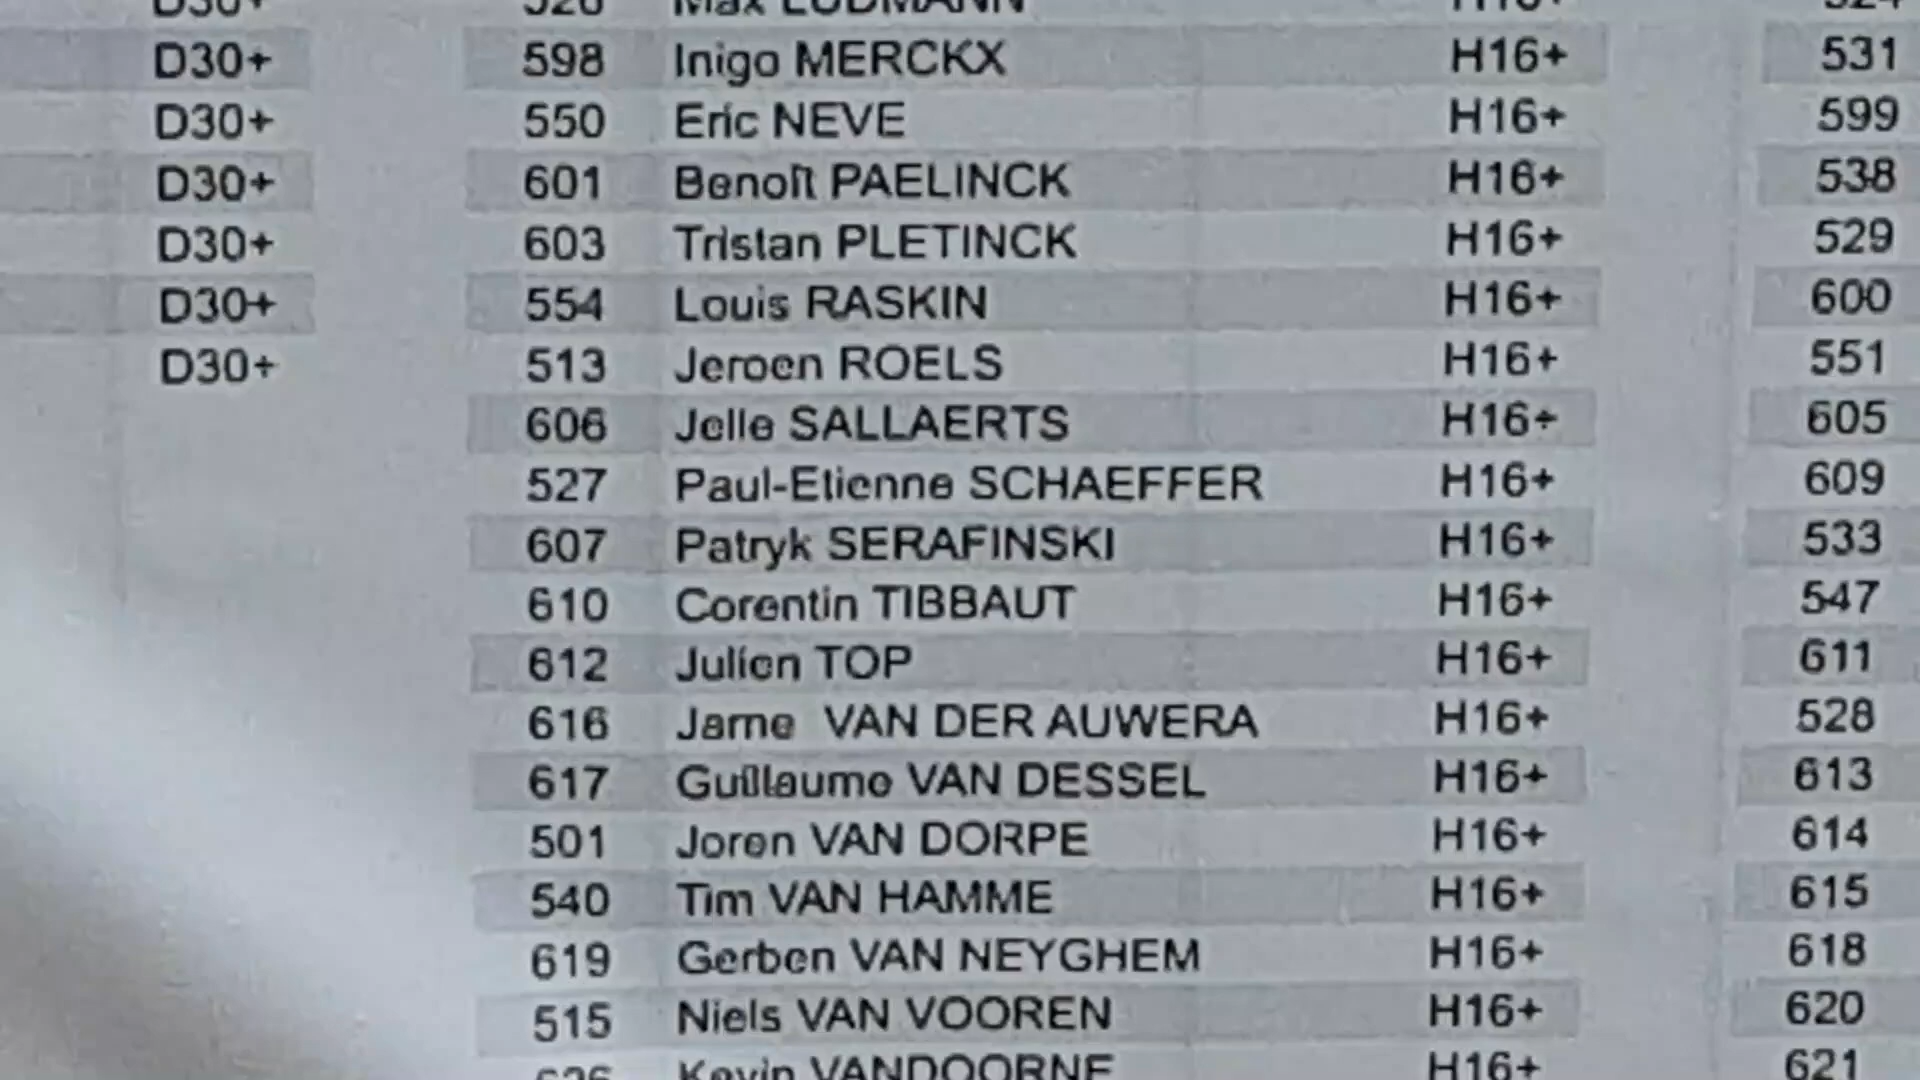 D30+ 526 Max LUDMANN H16+ 524
D30+ 598 Inigo MERCKX H16+ 531
D30+ 550 Eric NEVE H16+ 599
D30+ 601 Benoît PAELINCK H16+ 538
D30+ 603 Tristan PLETINCK H16+ 529
D30+ 554 Louis RASKIN H16+ 600
D30+ 513 Jeroen ROELS H16+ 551
606 Jelle SALLAERTS H16+ 605
527 Paul-Etienne SCHAEFFER H16+ 609
607 Patryk SERAFINSKI H16+ 533
610 Corentin TIBBAUT H16+ 547
612 Julien TOP H16+ 611
616 Jarne VAN DER AUWERA H16+ 528
617 Guillaume VAN DESSEL H16+ 613
501 Joren VAN DORPE H16+ 614
540 Tim VAN HAMME H16+ 615
619 Gerben VAN NEYGHEM H16+ 618
515 Niels VAN VOOREN H16+ 620
Kevin VANDOORNE H16+ 621